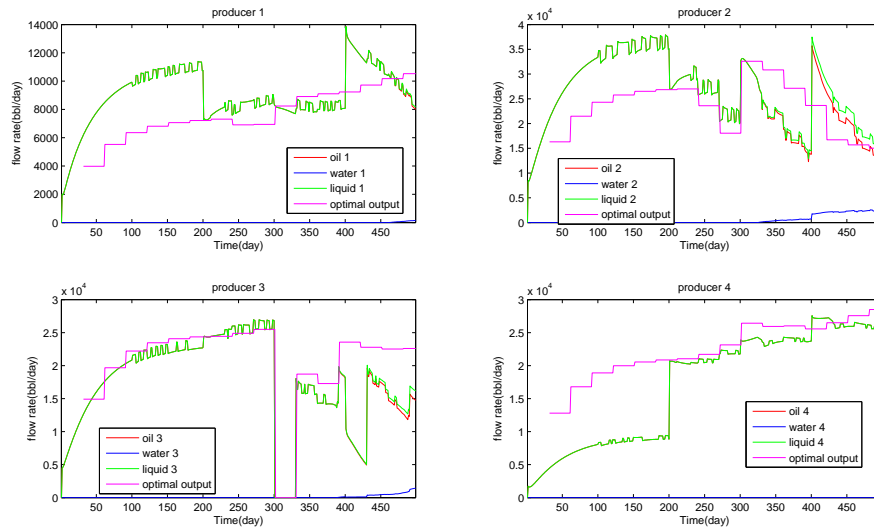 producer 1
14000
12000
10000
8000
6000
4000
2000
0
flow rate(bbl/day)
50 100 150 200 250 300 350 400 450
Time(day)
oil 1
water 1
liquid 1
optimal output
producer 2
x 10^4
4
3.5
3
2.5
2
1.5
1
0.5
0
flow rate(bbl/day)
50 100 150 200 250 300 350 400 450
Time(day)
oil 2
water 2
liquid 2
optimal output
producer 3
x 10^4
3
2.5
2
1.5
1
0.5
0
flow rate(bbl/day)
50 100 150 200 250 300 350 400 450
Time(day)
oil 3
water 3
liquid 3
optimal output
producer 4
x 10^4
3
2.5
2
1.5
1
0.5
0
flow rate(bbl/day)
50 100 150 200 250 300 350 400 450
Time(day)
oil 4
water 4
liquid 4
optimal output